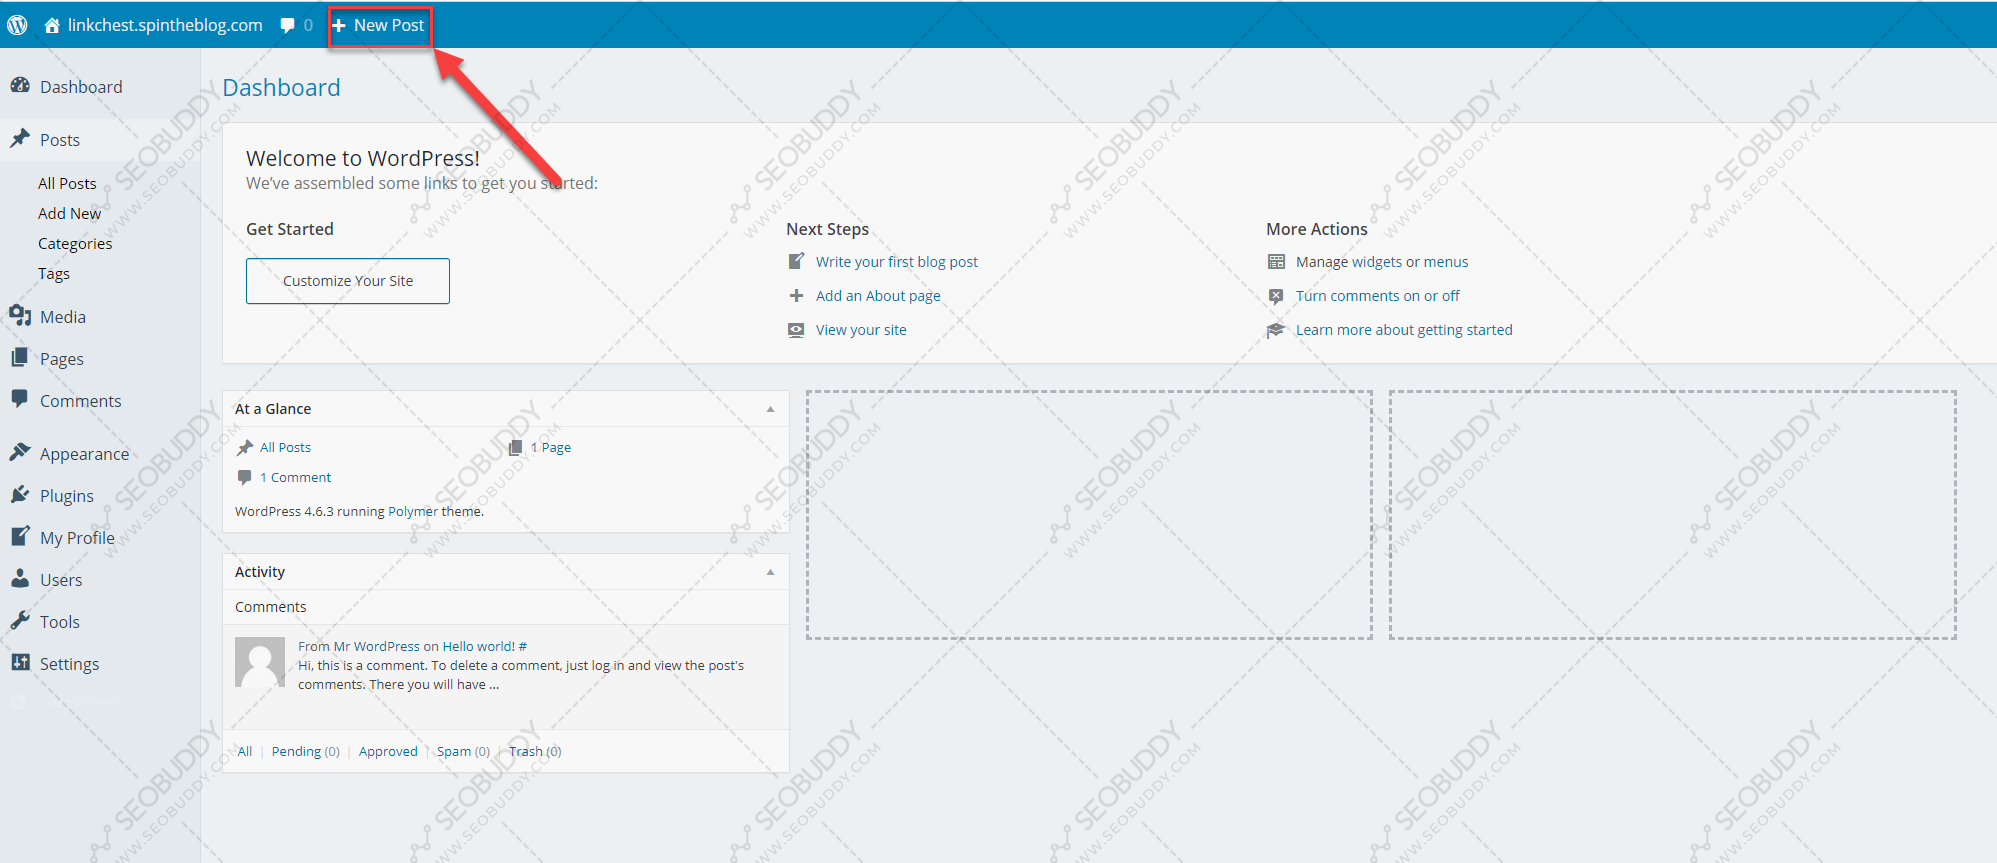 linkchest.spintheblog.com 0 New Post
Dashboard
Posts
All Posts
Add New
Categories
Tags
Media
Pages
Comments
Appearance
Plugins
My Profile
Users
Tools
Settings
Dashboard
Welcome to WordPress!
We've assembled some links to get you started:
Get Started
Customize Your Site
Next Steps
Write your first blog post
Add an About page
View your site
More Actions
Manage widgets or menus
Turn comments on or off
Learn more about getting started
At a Glance
All Posts
1 Page
1 Comment
WordPress 4.6.3 running Polymer theme.
Activity
Comments
From Mr WordPress on Hello world! #
Hi, this is a comment. To delete a comment, just log in and view the post's
comments. There you will have ...
All | Pending (0) | Approved | Spam (0) | Trash (0)
SEOBUDDY
WWW.SEOBUDDY.COM